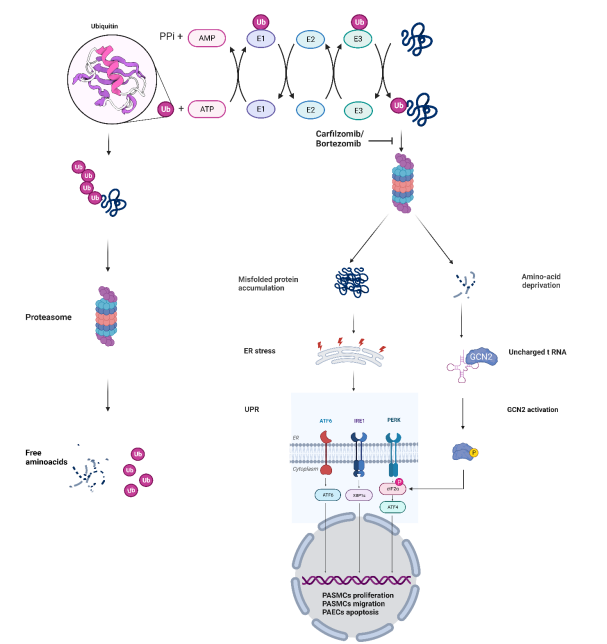 Ubiquitin
PPi + AMP
Ub
E1
E2
Ub
E3
Ub + ATP
E1
E2
E3
Ub
Carfilzomib/
Bortezomib
Ub
Ub
Ub
Ub
Misfolded protein
accumulation
Amino-acid
deprivation
Proteasome
ER stress
GCN2
Uncharged t RNA
UPR
GCN2 activation
ATF6
IRE1
PERK
ER
Cytoplasm
P
Free
aminoacids
Ub
Ub
Ub
Ub
ATF6
XBP1s
P
eIF2α
ATF4
PASMCs proliferation
PASMCs migration
PAECs apoptosis